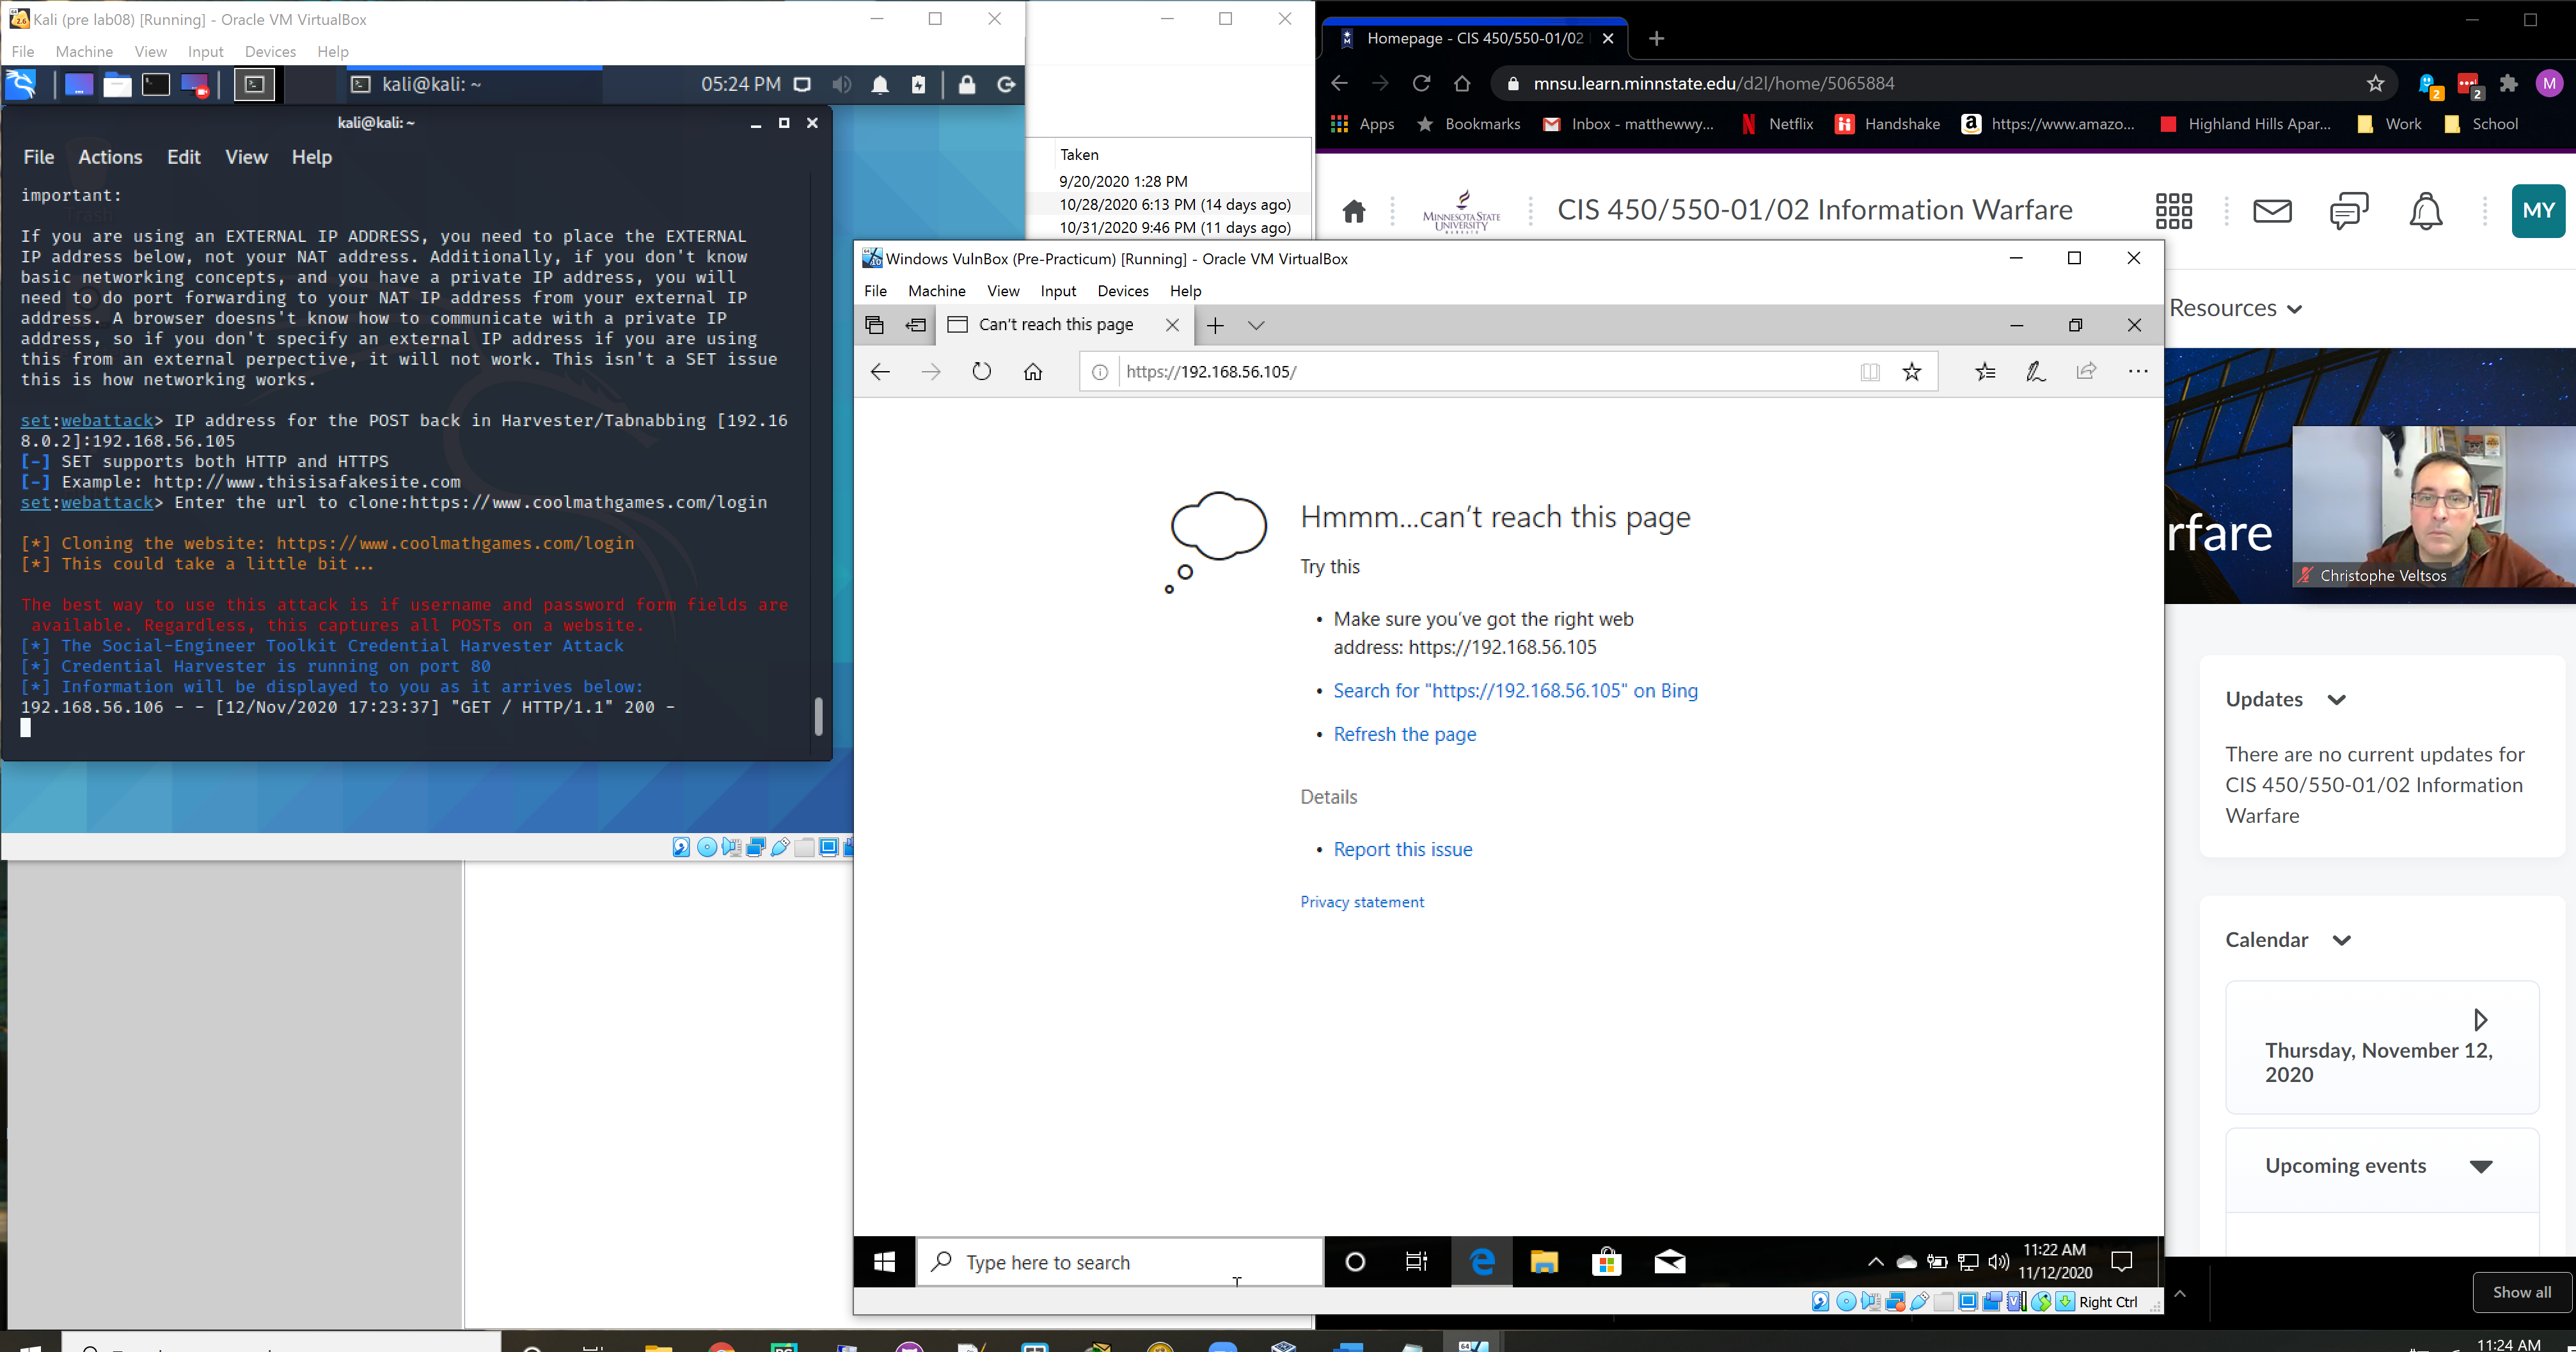 Kali (pre lab08) [Running] - Oracle VM VirtualBox
File Machine View Input Devices Help
kali@kali: ~
05:24 PM
kali@kali: ~
File Actions Edit View Help
important:
If you are using an EXTERNAL IP ADDRESS, you need to place the EXTERNAL
IP address below, not your NAT address. Additionally, if you don't know
basic networking concepts, and you have a private IP address, you will
need to do port forwarding to your NAT IP address from your external IP
address. A browser doesns't know how to communicate with a private IP
address, so if you don't specify an external IP address if you are using
this from an external perpective, it will not work. This isn't a SET issue
this is how networking works.
set:webattack> IP address for the POST back in Harvester/Tabnabbing [192.16
8.0.2]:192.168.56.105
[-] SET supports both HTTP and HTTPS
[-] Example: http://www.thisisafakesite.com
set:webattack> Enter the url to clone:https://www.coolmathgames.com/login
[*] Cloning the website: https://www.coolmathgames.com/login
[*] This could take a little bit...
The best way to use this attack is if username and password form fields are
available. Regardless, this captures all POSTs on a website.
[*] The Social-Engineer Toolkit Credential Harvester Attack
[*] Credential Harvester is running on port 80
[*] Information will be displayed to you as it arrives below:
192.168.56.106 - - [12/Nov/2020 17:23:37] "GET / HTTP/1.1" 200 -
Taken
9/20/2020 1:28 PM
10/28/2020 6:13 PM (14 days ago)
10/31/2020 9:46 PM (11 days ago)
Homepage - CIS 450/550-01/02
mnsu.learn.minnstate.edu/d2l/home/5065884
2
2
M
Apps Bookmarks Inbox - matthewwy... Netflix Handshake https://www.amazo... Highland Hills Apar... Work School
MINNESOTA STATE
UNIVERSITY
CIS 450/550-01/02 Information Warfare
MY
Resources
rfare
Christophe Veltsos
Updates
There are no current updates for
CIS 450/550-01/02 Information
Warfare
Calendar
Thursday, November 12,
2020
Upcoming events
Show all
Windows VulnBox (Pre-Practicum) [Running] - Oracle VM VirtualBox
File Machine View Input Devices Help
Can't reach this page
https://192.168.56.105/
Hmmm...can't reach this page
Try this
• Make sure you've got the right web
address: https://192.168.56.105
• Search for "https://192.168.56.105" on Bing
• Refresh the page
Details
• Report this issue
Privacy statement
Type here to search
11:22 AM
11/12/2020
Right Ctrl
11:24 AM